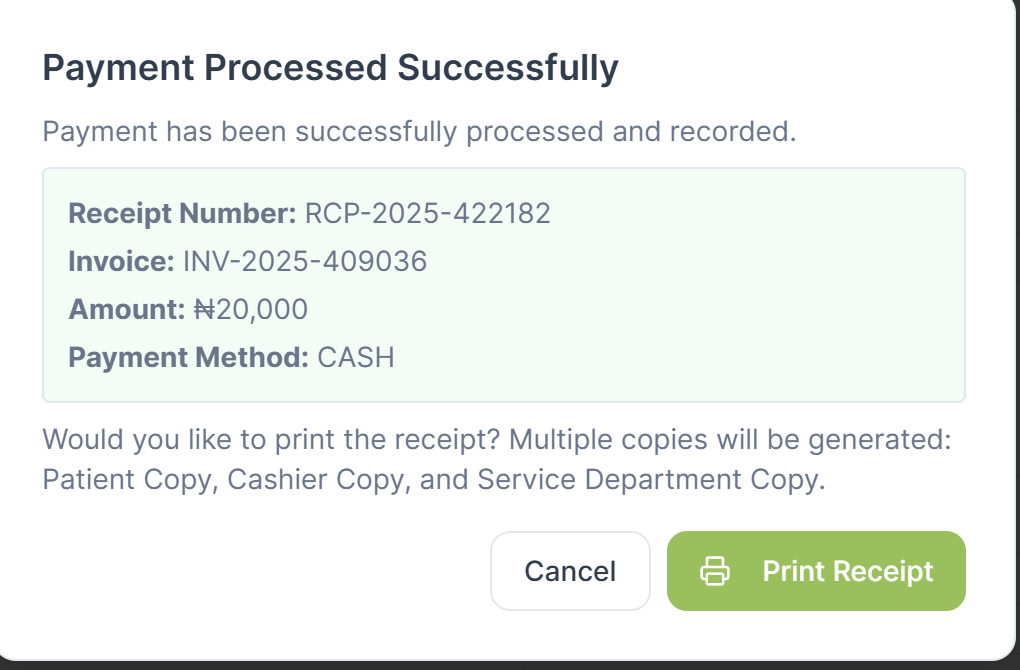 Payment Processed Successfully
Payment has been successfully processed and recorded.
Receipt Number: RCP-2025-422182
Invoice: INV-2025-409036
Amount: ₦20,000
Payment Method: CASH
Would you like to print the receipt? Multiple copies will be generated:
Patient Copy, Cashier Copy, and Service Department Copy.
Cancel
Print Receipt